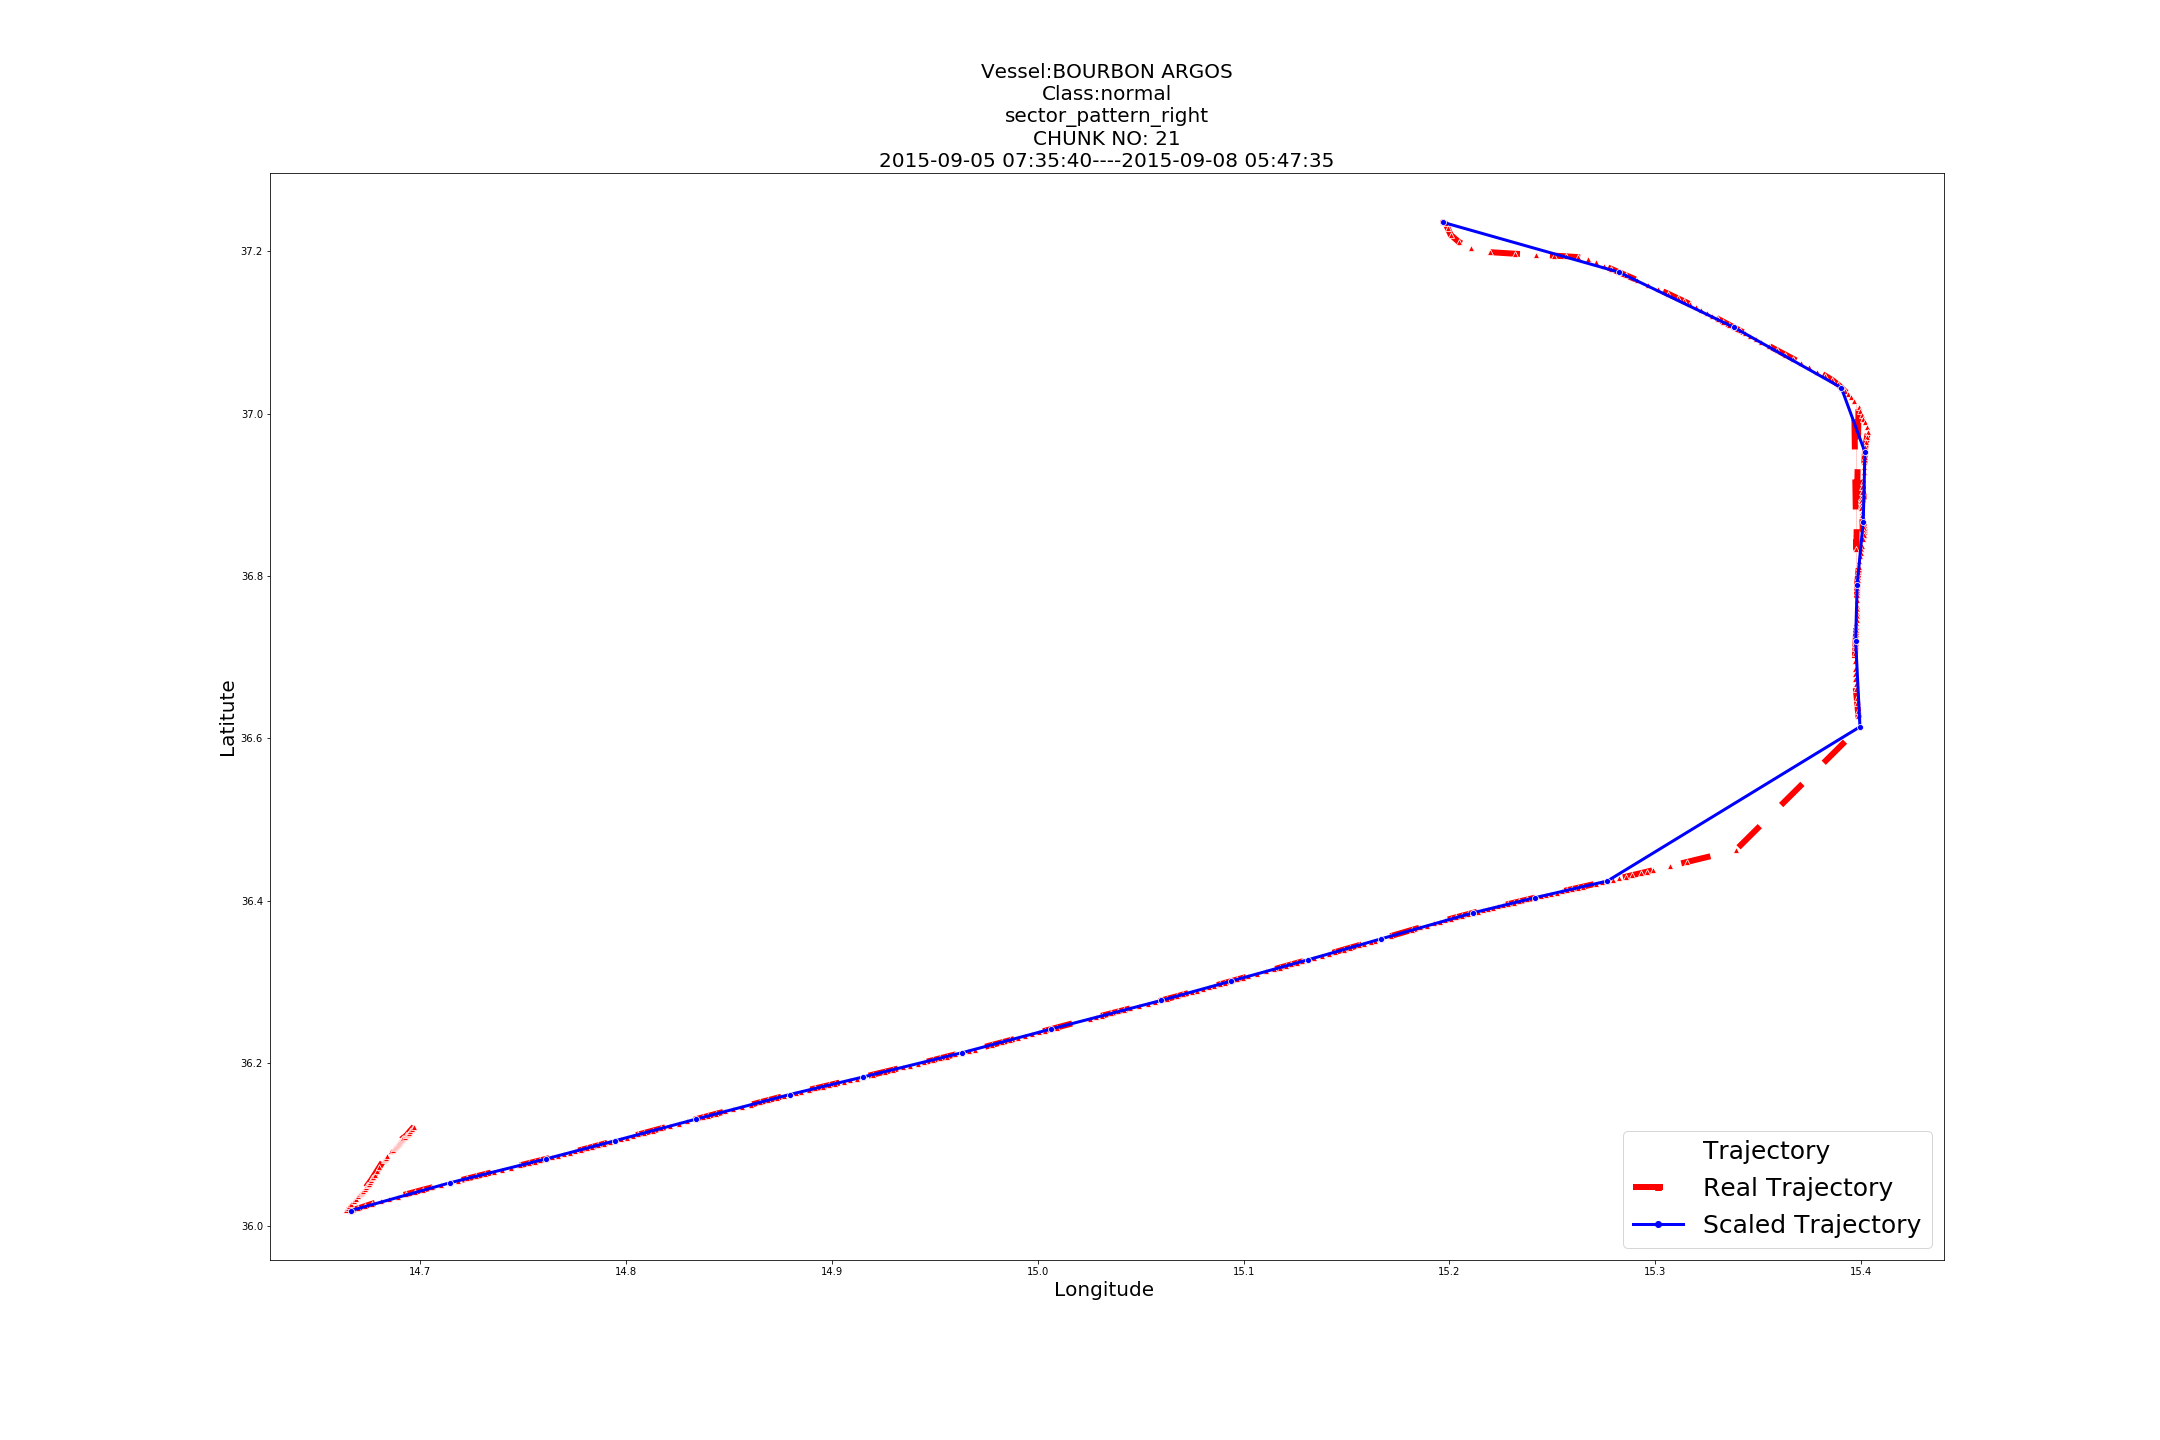 Vessel:BOURBON ARGOS
Class:normal
sector_pattern_right
CHUNK NO: 21
2015-09-05 07:35:40----2015-09-08 05:47:35
Latitute
37.2
37.0
36.8
36.6
36.4
36.2
36.0
14.7 14.8 14.9 15.0 15.1 15.2 15.3 15.4
Longitude
Trajectory
Real Trajectory
Scaled Trajectory